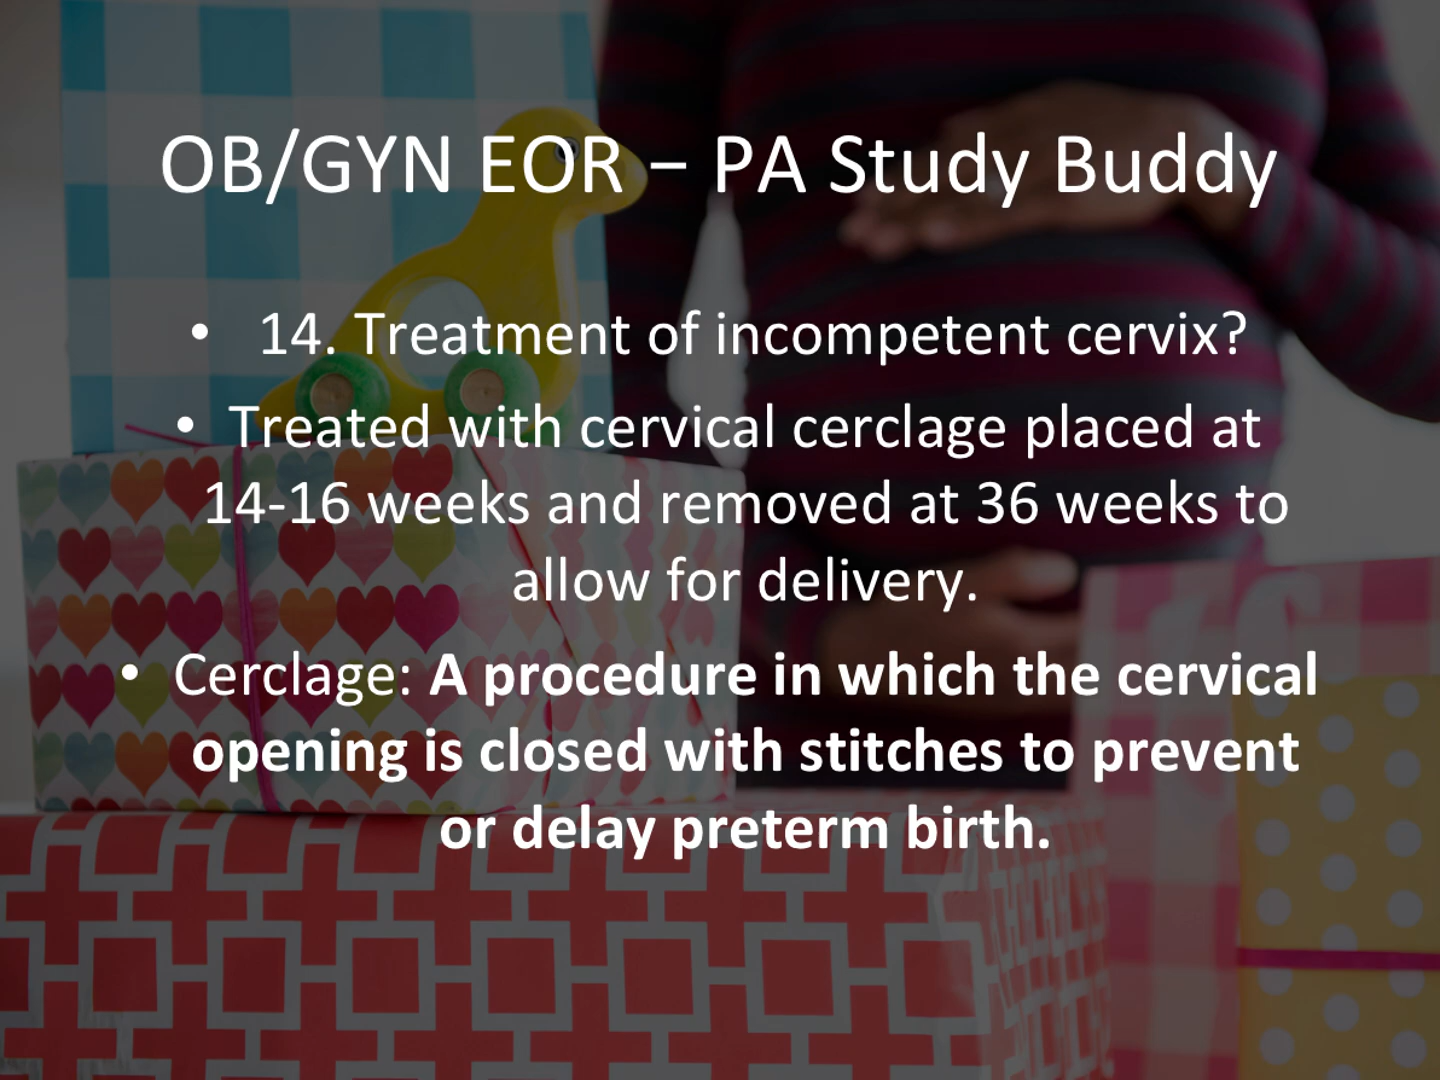 OB/GYN EOR – PA Study Buddy
• 14. Treatment of incompetent cervix?
• Treated with cervical cerclage placed at
14-16 weeks and removed at 36 weeks to
allow for delivery.
• Cerclage: A procedure in which the cervical
opening is closed with stitches to prevent
or delay preterm birth.